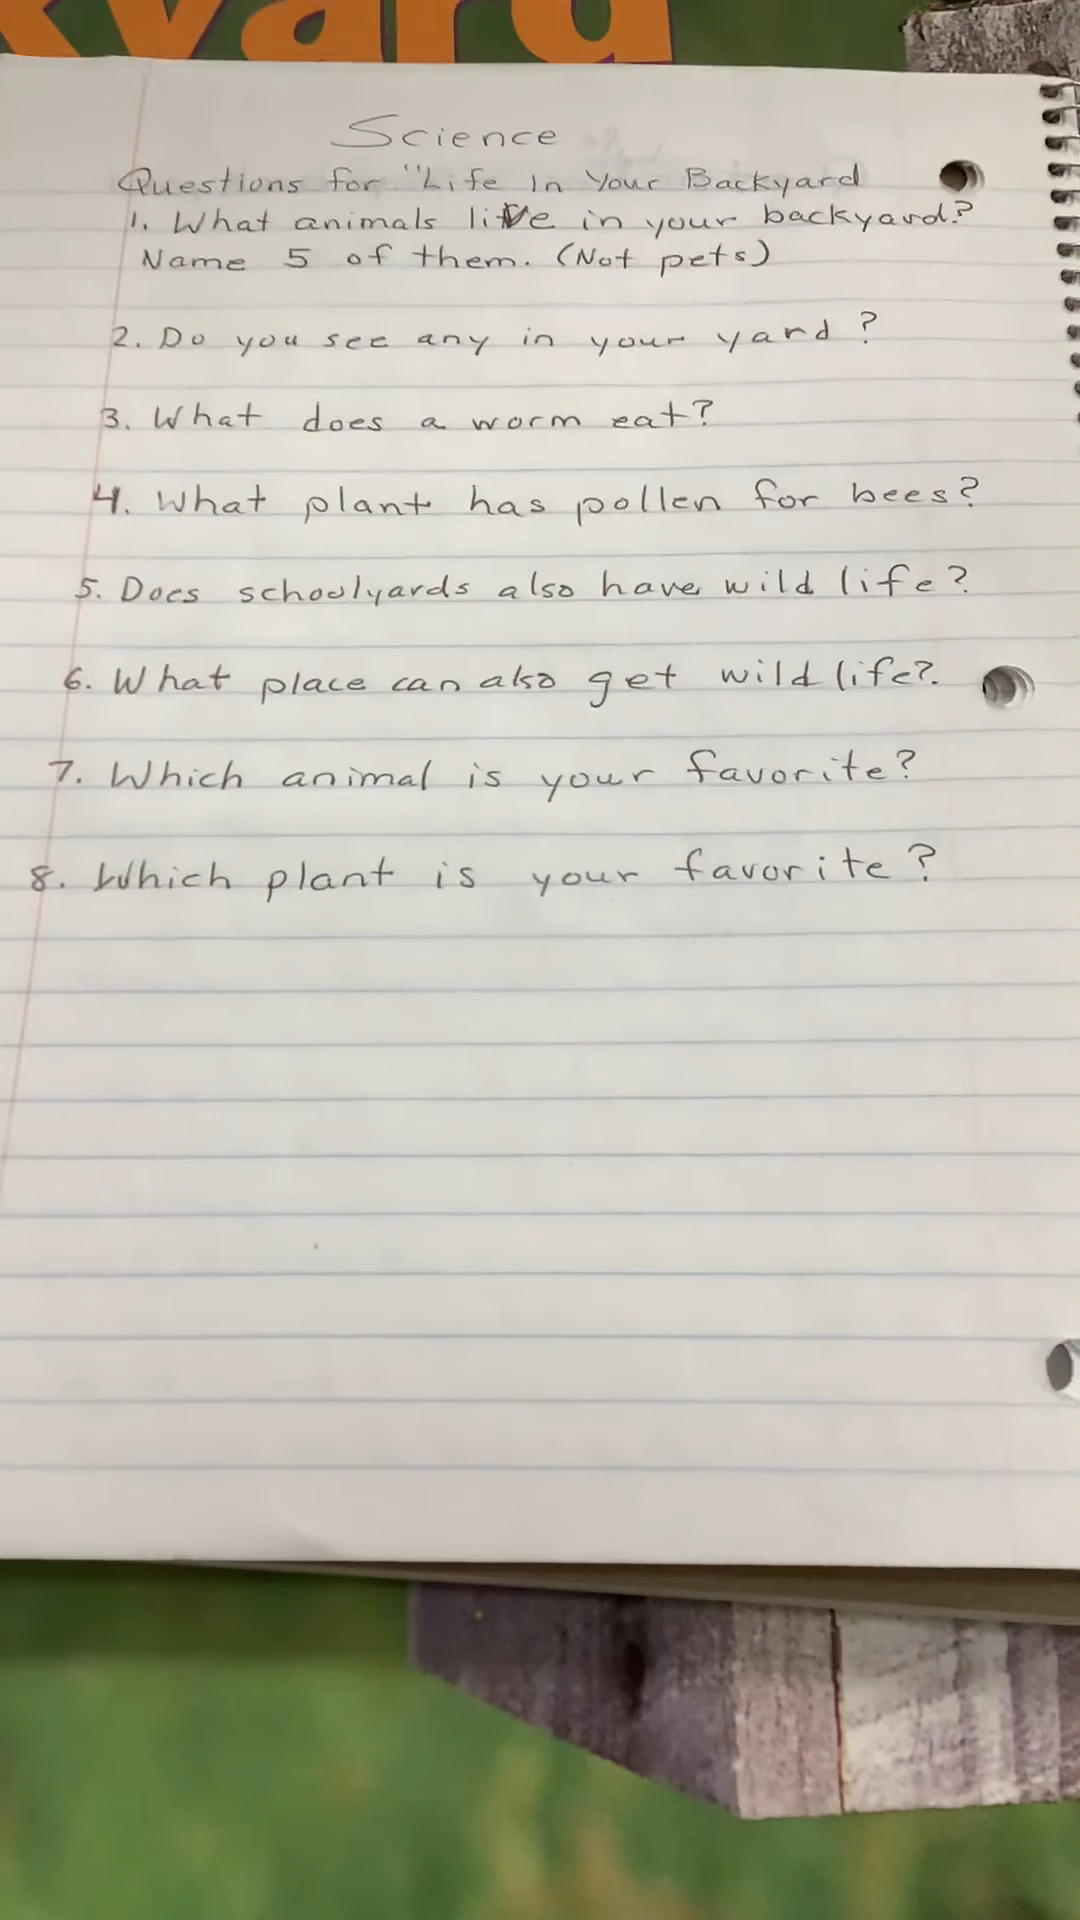 kyard
Science
Questions for "Life In Your Backyard
1. What animals live in your backyard?
Name 5 of them. (Not pets)
2. Do you see any in your yard?
3. What does a worm eat?
4. What plant has pollen for bees?
5. Does schoolyards also have wild life?
6. What place can also get wild life?.
7. Which animal is your favorite?
8. Which plant is your favorite?